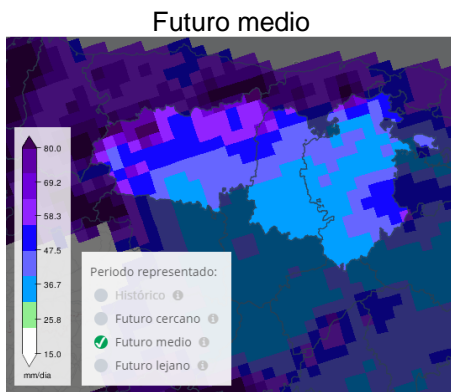 Futuro medio
80.0
69.2
58.3
47.5
36.7
25.8
15.0
mm/dia
Periodo representado:
Histórico
Futuro cercano
Futuro medio
Futuro lejano